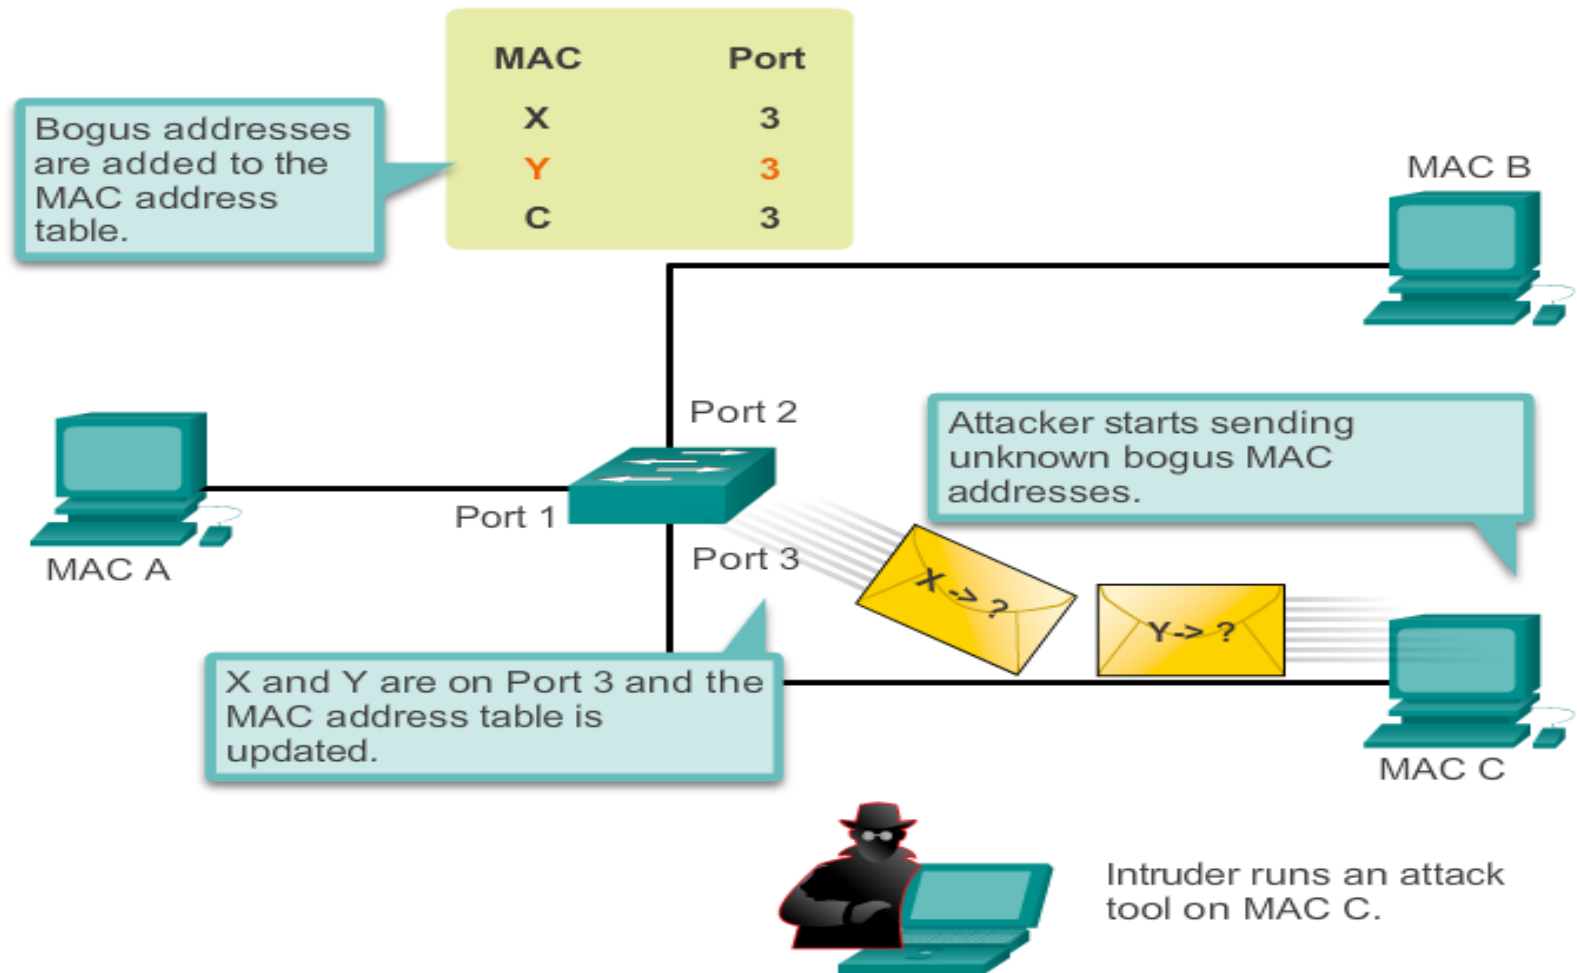 MAC Port
X 3
Y 3
C 3
Bogus addresses
are added to the
MAC address
table.
MAC B
Port 2
Attacker starts sending
unknown bogus MAC
addresses.
Port 1
MAC A
Port 3
X -> ?
Y-> ?
X and Y are on Port 3 and the
MAC address table is
updated.
MAC C
Intruder runs an attack
tool on MAC C.